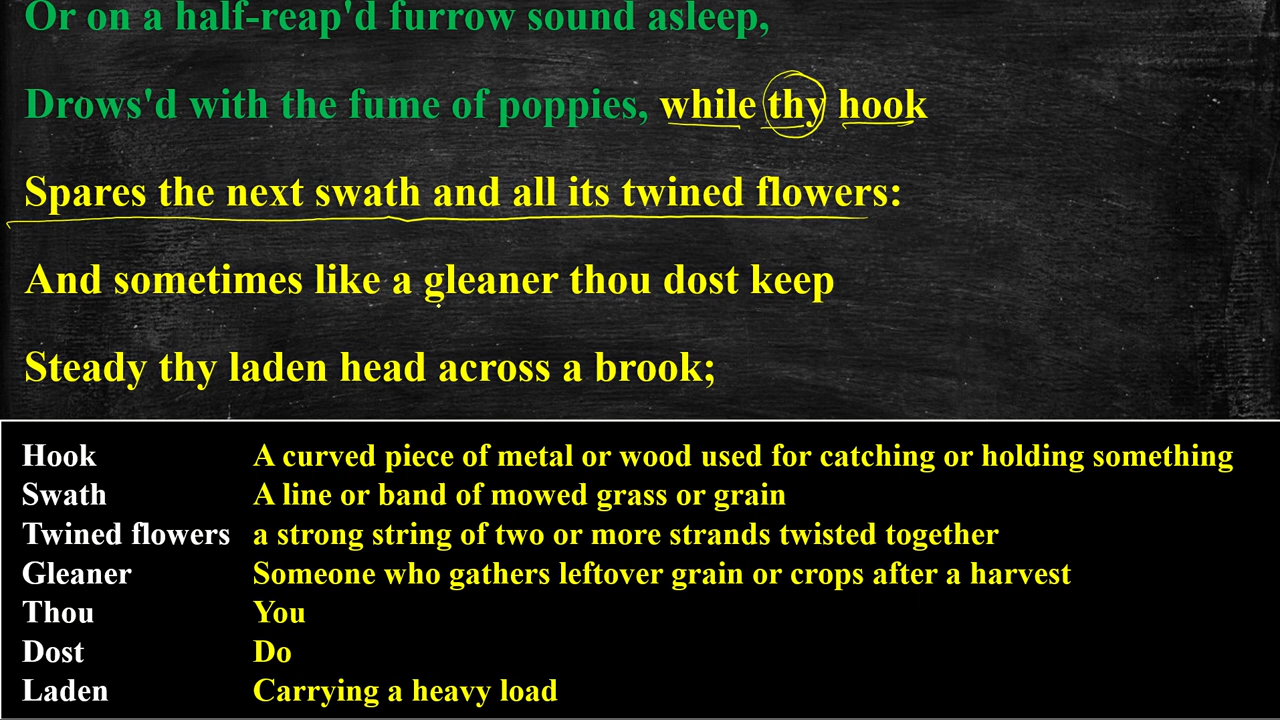 Or on a half-reap'd furrow sound asleep,
Drows'd with the fume of poppies, while thy hook
Spares the next swath and all its twined flowers:
And sometimes like a gleaner thou dost keep
Steady thy laden head across a brook;
Hook A curved piece of metal or wood used for catching or holding something
Swath A line or band of mowed grass or grain
Twined flowers a strong string of two or more strands twisted together
Gleaner Someone who gathers leftover grain or crops after a harvest
Thou You
Dost Do
Laden Carrying a heavy load